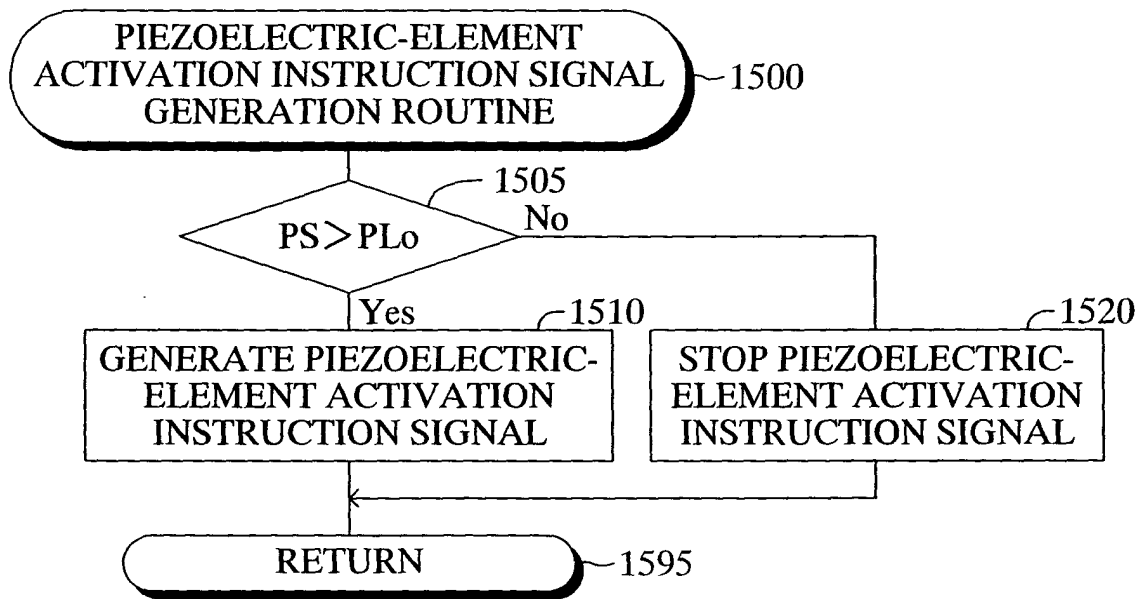 PIEZOELECTRIC-ELEMENT
ACTIVATION INSTRUCTION SIGNAL
GENERATION ROUTINE
1500
1505
PS>PLo
No
Yes
1510
GENERATE PIEZOELECTRIC-
ELEMENT ACTIVATION
INSTRUCTION SIGNAL
1520
STOP PIEZOELECTRIC-
ELEMENT ACTIVATION
INSTRUCTION SIGNAL
RETURN
1595